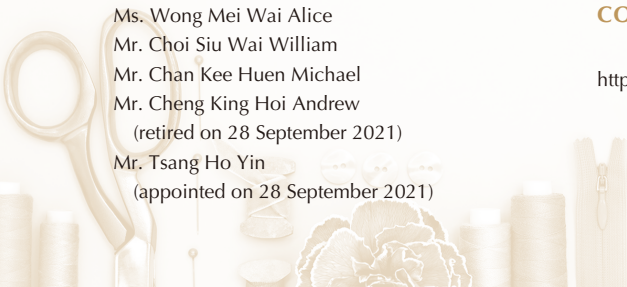 Ms. Wong Mei Wai Alice
Mr. Choi Siu Wai William
Mr. Chan Kee Huen Michael
Mr. Cheng King Hoi Andrew
(retired on 28 September 2021)
Mr. Tsang Ho Yin
(appointed on 28 September 2021)
CO
http